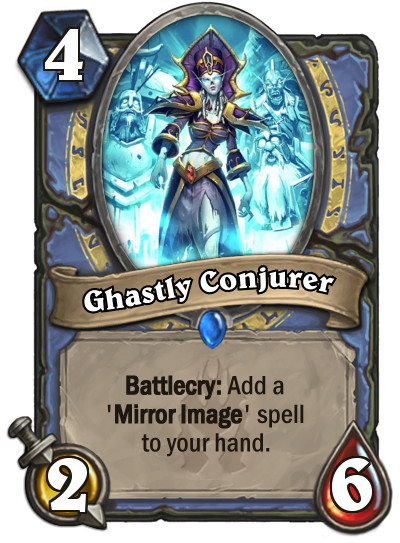 4
Ghastly Conjurer
Battlecry: Add a
'Mirror Image' spell
to your hand.
2
6